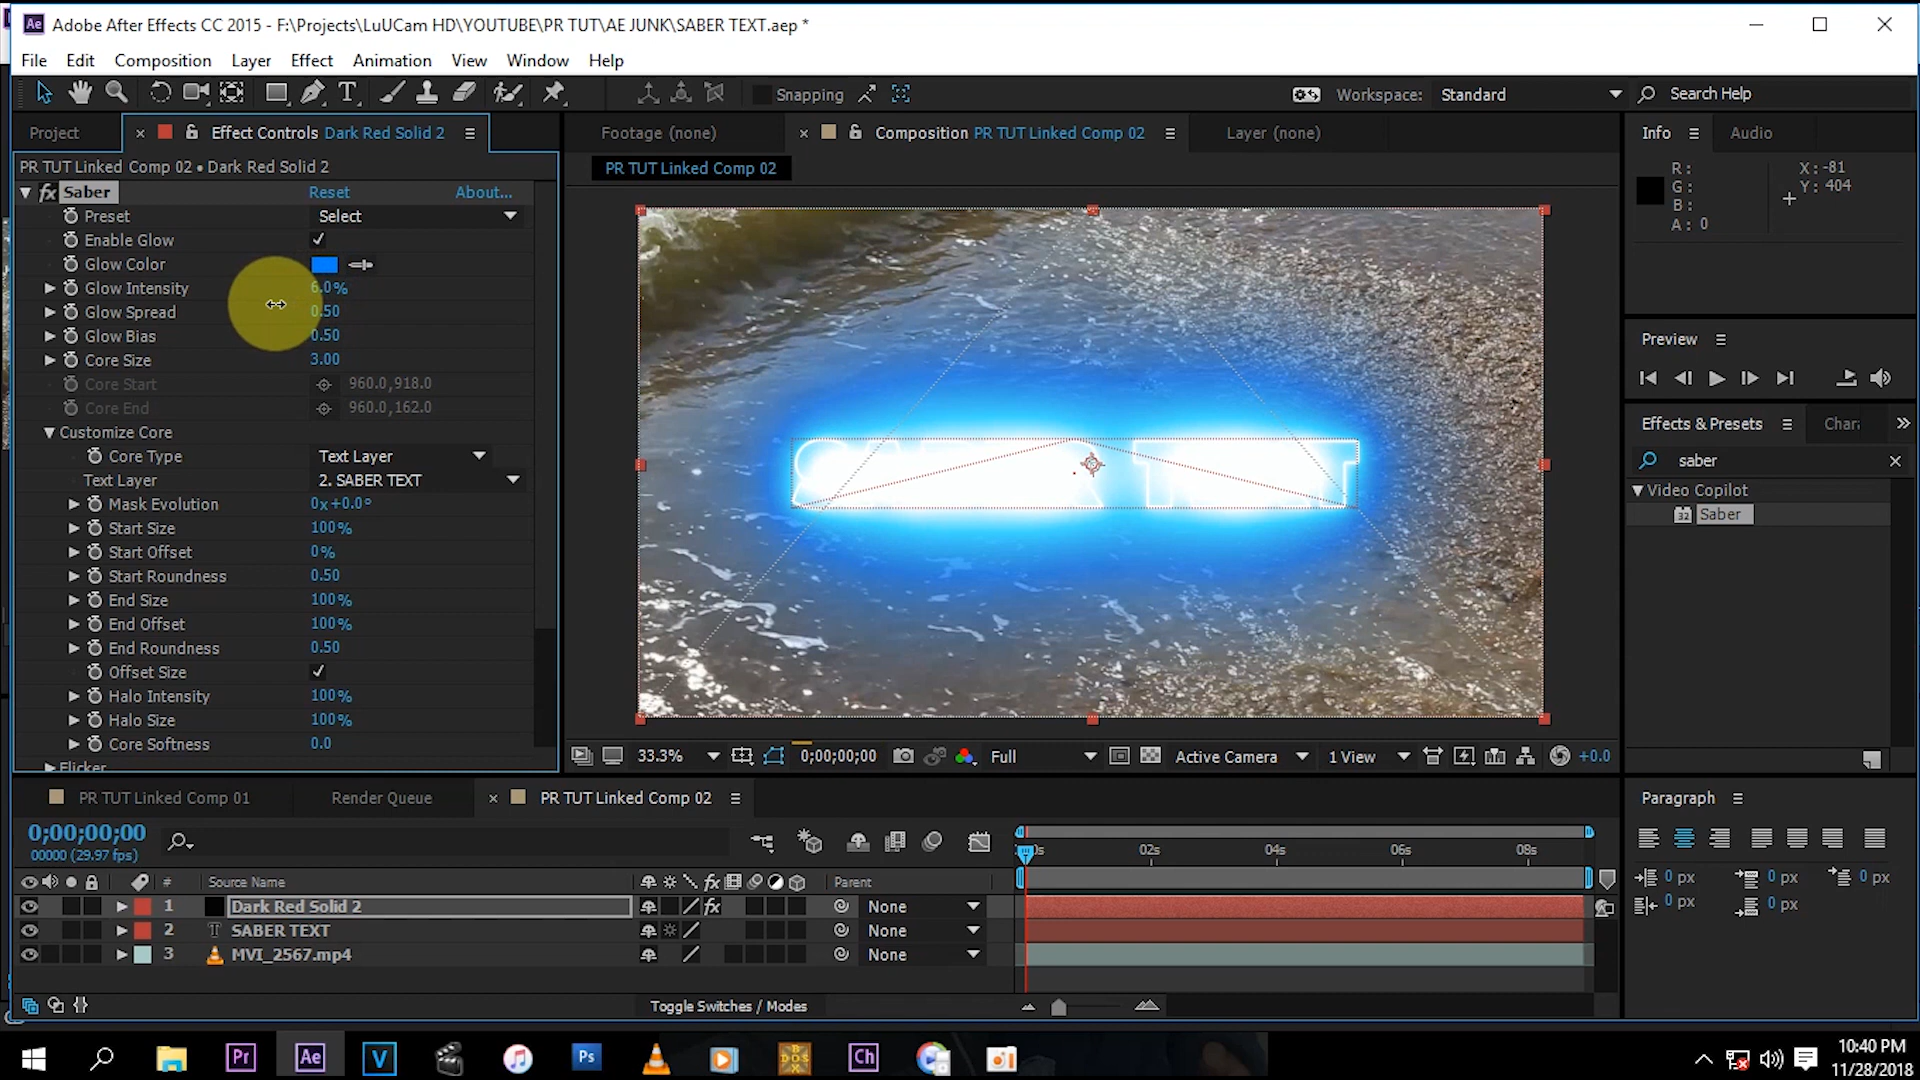 Adobe After Effects CC 2015 - F:\Projects\LuUCam HD\YOUTUBE\PR TUT\AE JUNK\SABER TEXT.aep *
File Edit Composition Layer Effect Animation View Window Help
Snapping Workspace: Standard Search Help
Project Effect Controls Dark Red Solid 2 Footage (none) Composition PR TUT Linked Comp 02 Layer (none) Info Audio
PR TUT Linked Comp 02 • Dark Red Solid 2
PR TUT Linked Comp 02
R:
G:
B:
A: 0
X: -81
Y: 404
fx Saber Reset About...
Preset Select
Enable Glow
Glow Color
Glow Intensity 6.0%
Glow Spread 0.50
Glow Bias 0.50
Core Size 3.00
Core Start 960.0,918.0
Core End 960.0,162.0
Customize Core
Core Type Text Layer
Text Layer 2. SABER TEXT
Mask Evolution 0x+0.0°
Start Size 100%
Start Offset 0%
Start Roundness 0.50
End Size 100%
End Offset 100%
End Roundness 0.50
Offset Size
Halo Intensity 100%
Halo Size 100%
Core Softness 0.0
Flicker
Preview
Effects & Presets Chara
saber
Video Copilot
32 Saber
33.3% 0;00;00;00 Full Active Camera 1 View +0.0
PR TUT Linked Comp 01 Render Queue PR TUT Linked Comp 02
Paragraph
0 px 0 px 0 px
0 px 0 px
0;00;00;00
00000 (29.97 fps)
0s 02s 04s 06s 08s
# Source Name fx Parent
1 Dark Red Solid 2 fx None
2 T SABER TEXT None
3 MVI_2567.mp4 None
Toggle Switches / Modes
Pr Ae V Ps DOS BOX Ch
10:40 PM
11/28/2018